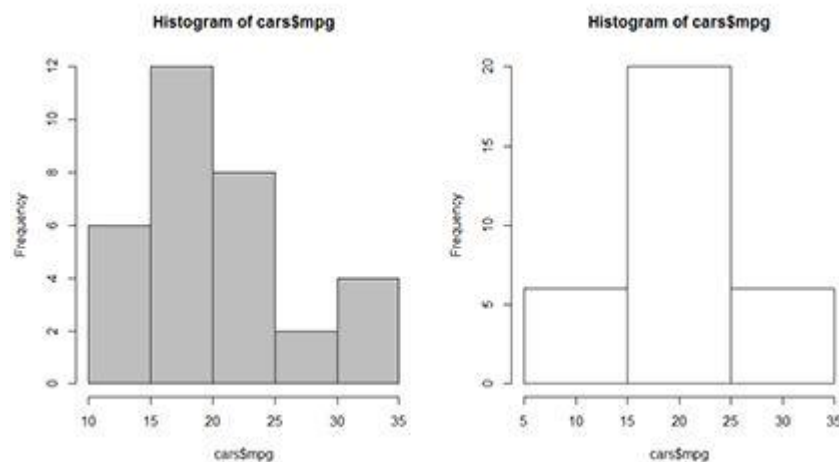 Histogram of cars$mpg
Frequency
0 2 4 6 8 10 12
10 15 20 25 30 35
cars$mpg
Histogram of cars$mpg
Frequency
0 5 10 15 20
5 10 15 20 25 30 35
cars$mpg